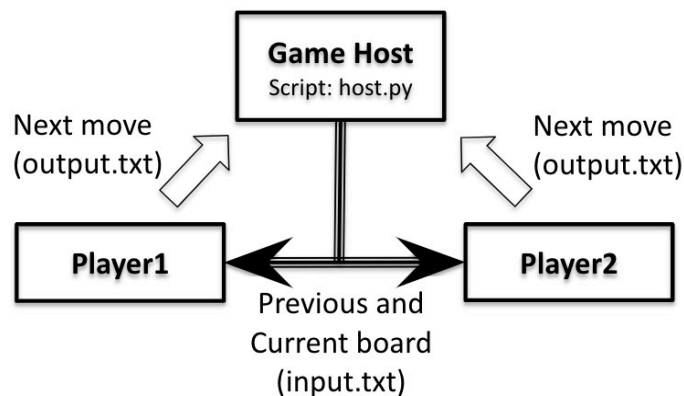 Game Host
Script: host.py
Next move
(output.txt)
Next move
(output.txt)
Player1
Player2
Previous and
Current board
(input.txt)